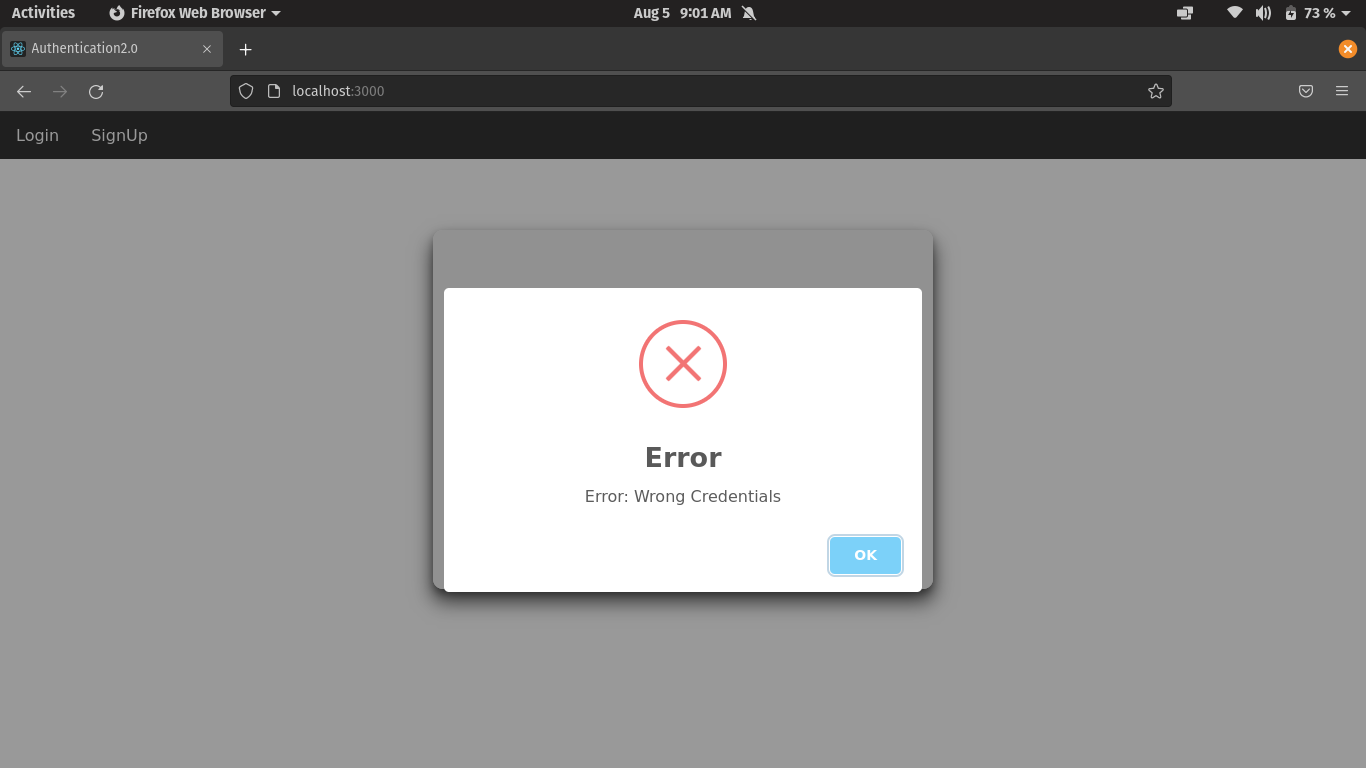 Activities Firefox Web Browser Aug 5 9:01 AM 73 %
Authentication2.0
localhost:3000
Login SignUp
Error
Error: Wrong Credentials
OK